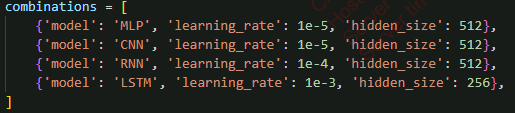 combinations = [
{'model': 'MLP', 'learning_rate': 1e-5, 'hidden_size': 512},
{'model': 'CNN', 'learning_rate': 1e-5, 'hidden_size': 512},
{'model': 'RNN', 'learning_rate': 1e-4, 'hidden_size': 512},
{'model': 'LSTM', 'learning_rate': 1e-3, 'hidden_size': 256},
]